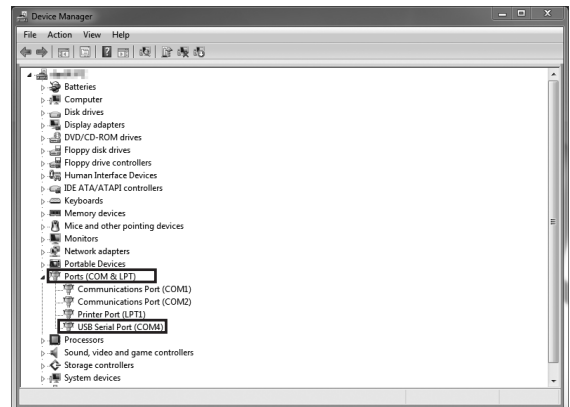 Device Manager
File Action View Help
Batteries
Computer
Disk drives
Display adapters
DVD/CD-ROM drives
Floppy disk drives
Floppy drive controllers
Human Interface Devices
IDE ATA/ATAPI controllers
Keyboards
Memory devices
Mice and other pointing devices
Monitors
Network adapters
Portable Devices
Ports (COM & LPT)
Communications Port (COM1)
Communications Port (COM2)
Printer Port (LPT1)
USB Serial Port (COM4)
Processors
Sound, video and game controllers
Storage controllers
System devices